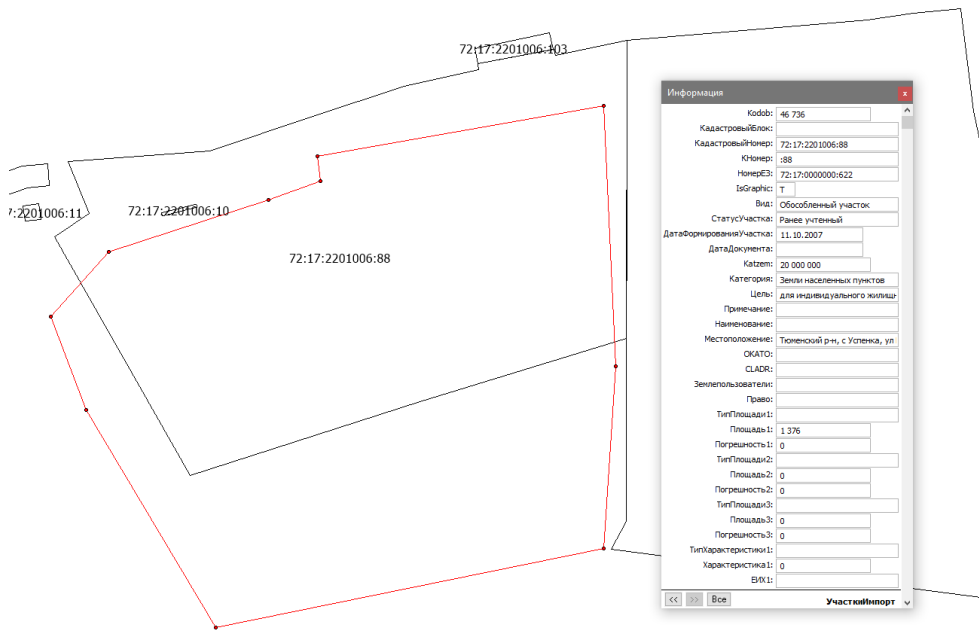 72:17:2201006:103
7:2201006:11
72:17:2201006:10
72:17:2201006:88
Информация
x
Kodob: 46 736
КадастровыйБлок:
КадастровыйНомер: 72:17:2201006:88
КНомер: :88
НомерЕЗ: 72:17:0000000:622
IsGraphic: T
Вид: Обособленный участок
СтатусУчастка: Ранее учтенный
ДатаФормированияУчастка: 11.10.2007
ДатаДокумента:
Katzem: 20 000 000
Категория: Земли населенных пунктов
Цель: для индивидуального жилищн
Примечание:
Наименование:
Местоположение: Тюменский р-н, с Успенка, ул
ОКАТО:
CLADR:
Землепользователи:
Право:
ТипПлощади1:
Площадь1: 1 376
Погрешность1: 0
ТипПлощади2:
Площадь2: 0
Погрешность2: 0
ТипПлощади3:
Площадь3: 0
Погрешность3: 0
ТипХарактеристики1:
Характеристика1: 0
ЕИХ1:
<< >> Все УчасткиИмпорт